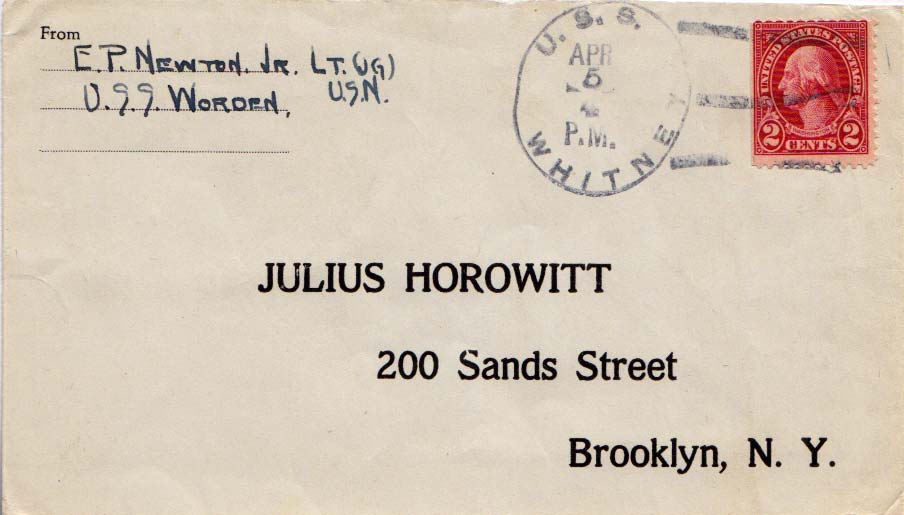 From
E.P. NEWTON. JR. LT. (JG)
U.S.S. WORDEN, U.S.N.
U. S. S.
WHITNEY
APR
5
P.M.
UNITED STATES POSTAGE
WASHINGTON
2 CENTS 2
JULIUS HOROWITT
200 Sands Street
Brooklyn, N. Y.